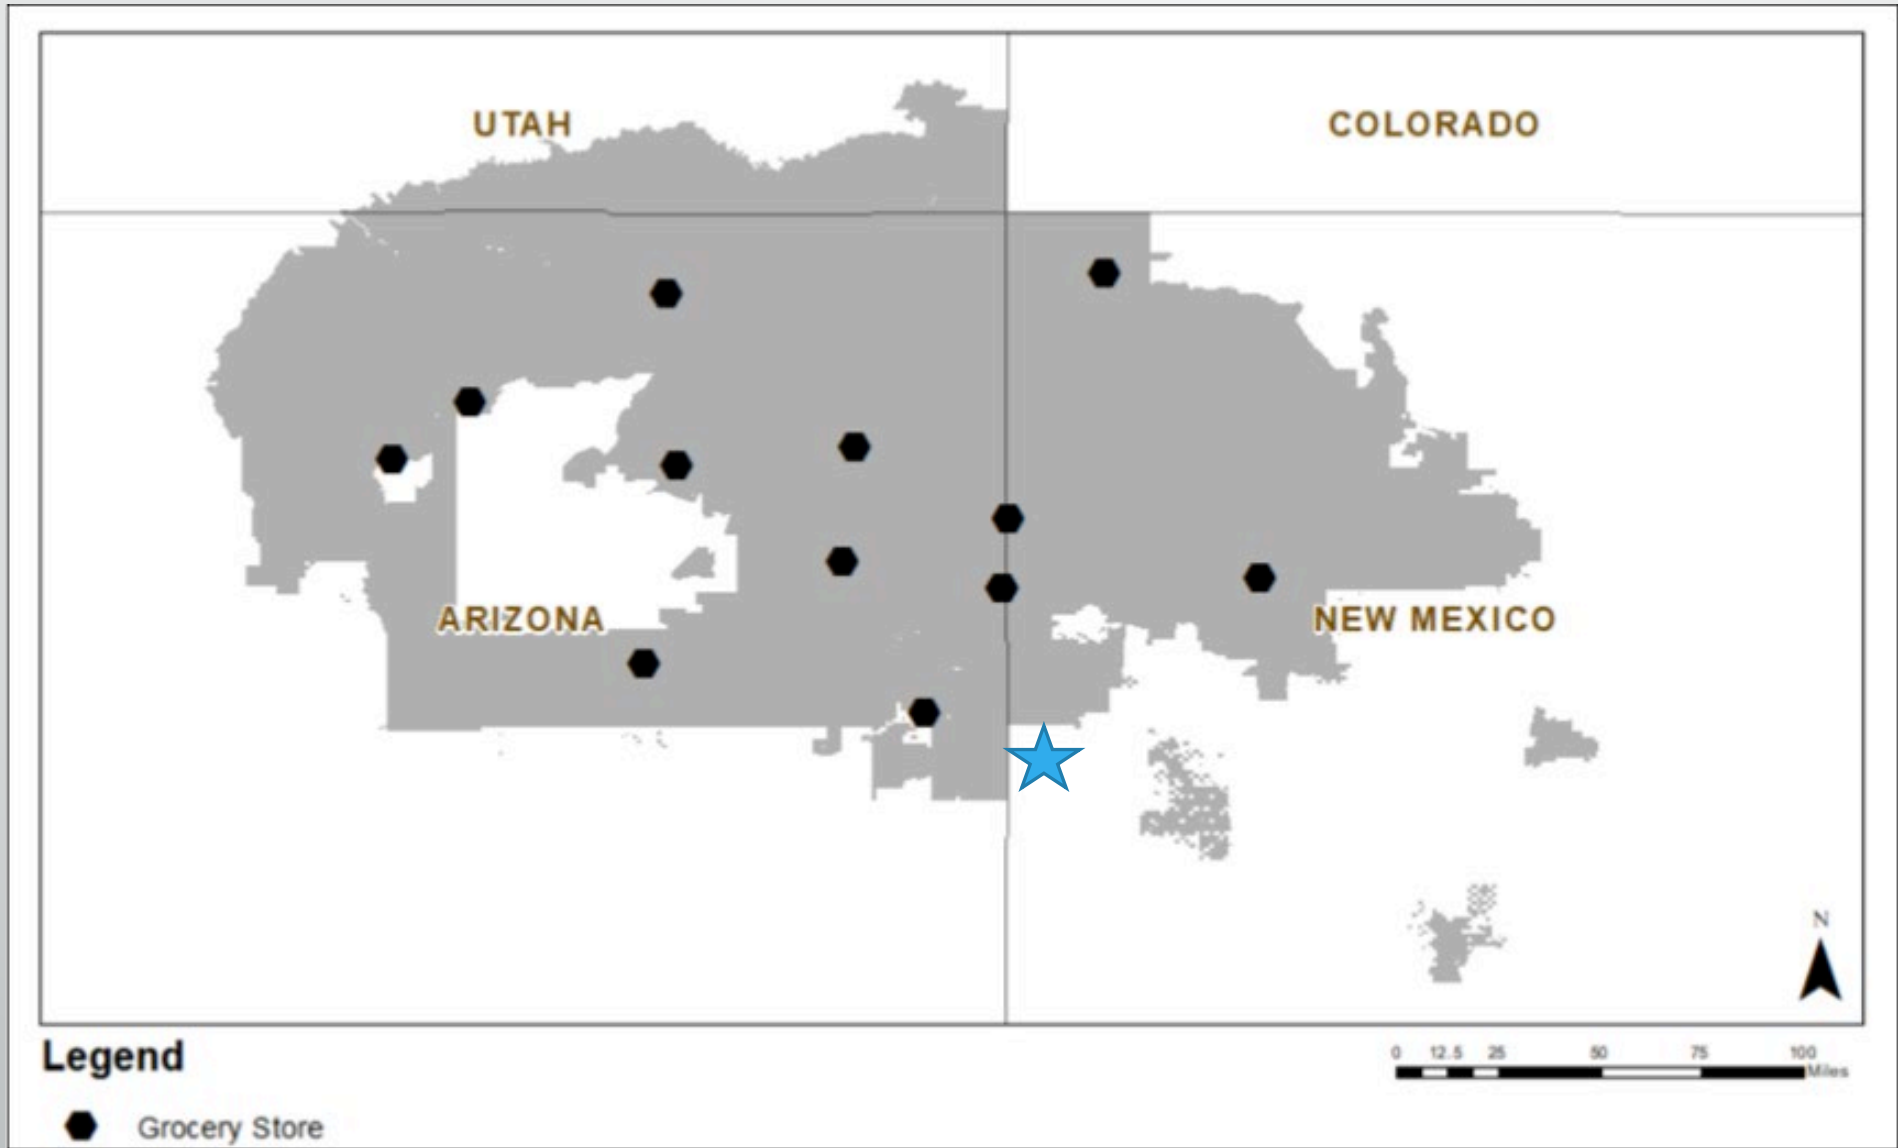 UTAH
COLORADO
ARIZONA
NEW MEXICO
N
Legend
0 12.5 25 50 75 100
Miles
Grocery Store